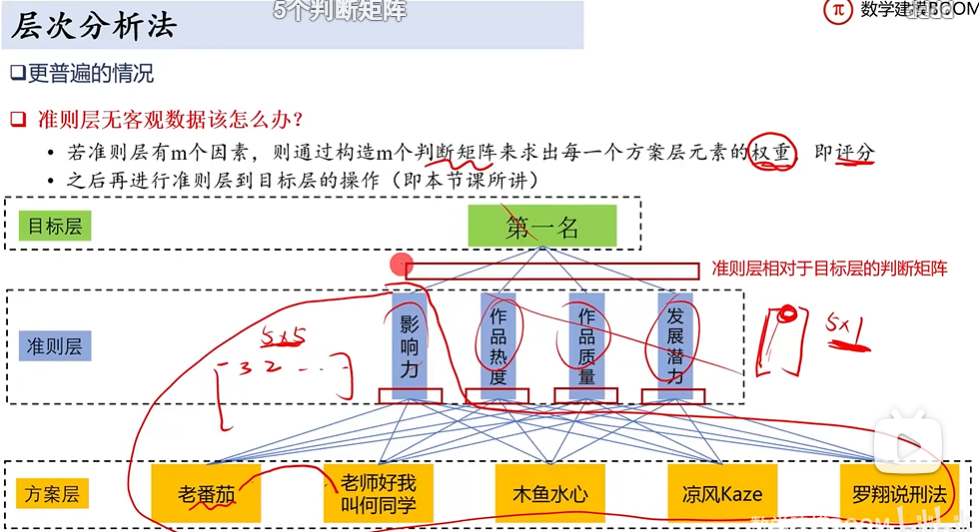 5个判断矩阵
层次分析法
数学建模BOOM
更普遍的情况
准则层无客观数据该怎么办？
• 若准则层有m个因素，则通过构造m个判断矩阵来求出每一个方案层元素的权重，即评分
• 之后再进行准则层到目标层的操作（即本节课所讲）
目标层
第一名
准则层相对于目标层的判断矩阵
准则层
影响力
作品热度
作品质量
发展潜力
5×5
3 2 ...
5×1
方案层
老番茄
老师好我
叫何同学
木鱼水心
凉风Kaze
罗翔说刑法